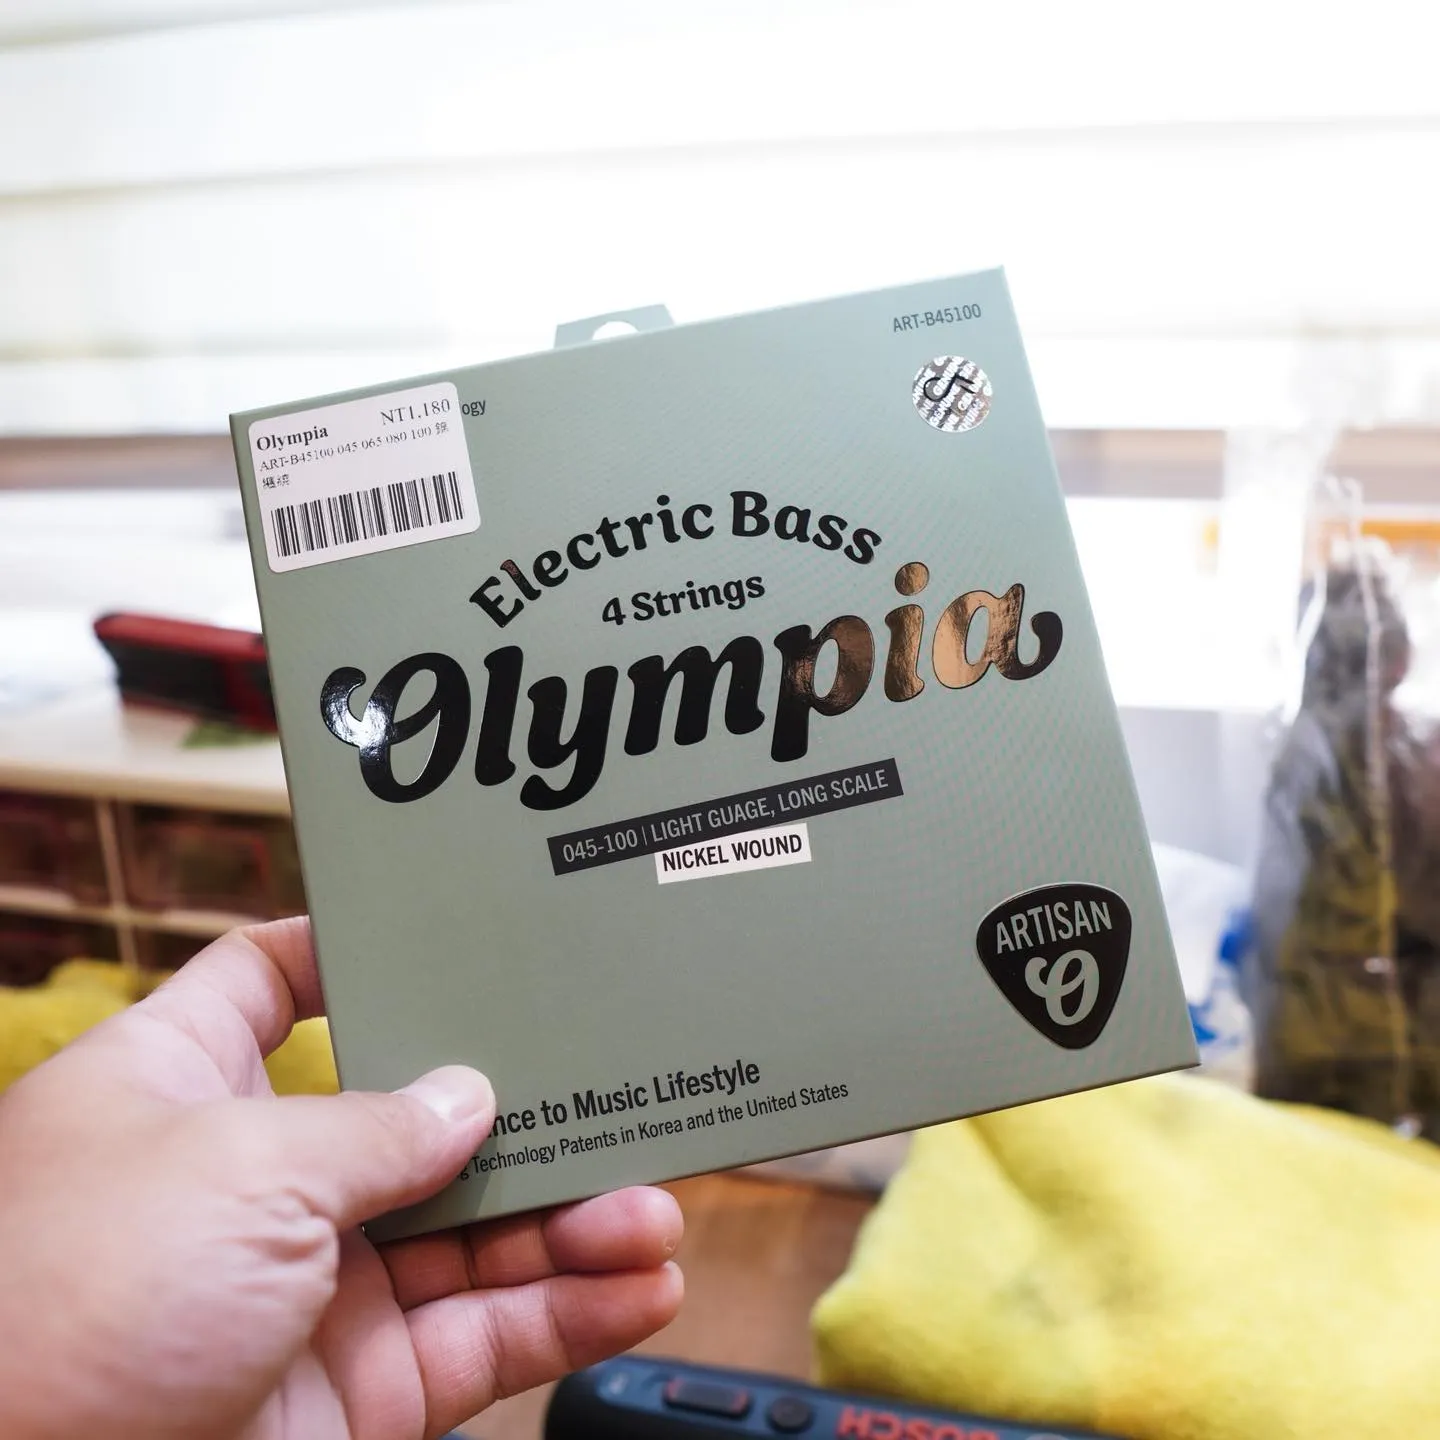 ART-B45100
NT1,180
ogy
Olympia
ART-B45100 045 065 080 100 鎳
纏繞
GENUINE
Electric Bass
4 Strings
Olympia
045-100 | LIGHT GUAGE, LONG SCALE
NICKEL WOUND
ARTISAN
nce to Music Lifestyle
g Technology Patents in Korea and the United States
BOSCH